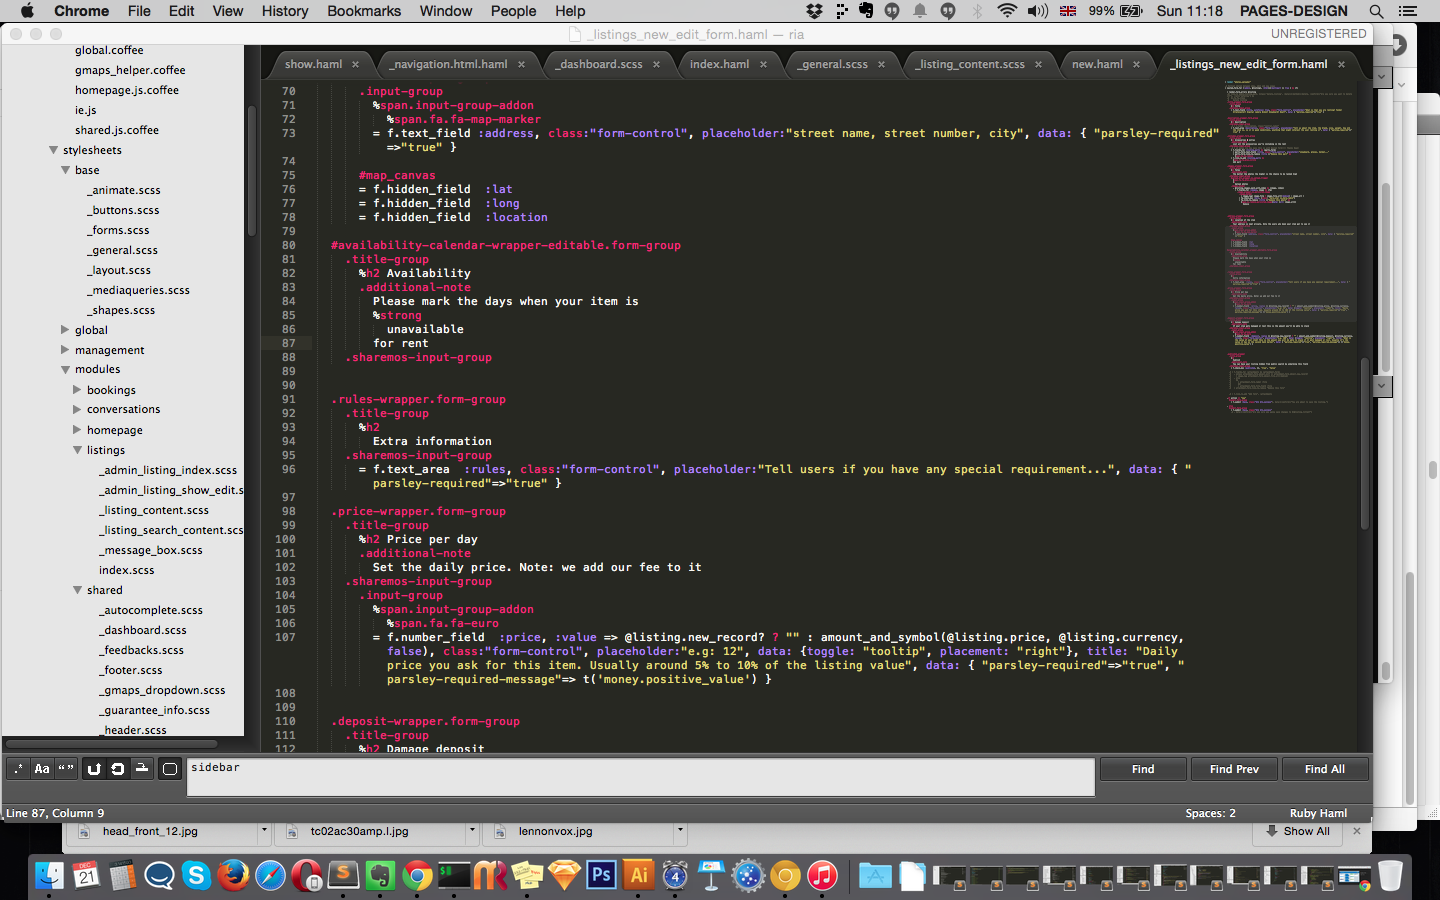 Chrome File Edit View History Bookmarks Window People Help 99% Sun 11:18 PAGES-DESIGN
_listings_new_edit_form.haml — ria UNREGISTERED
show.haml _navigation.html.haml _dashboard.scss index.haml _general.scss _listing_content.scss new.haml _listings_new_edit_form.haml
global.coffee
gmaps_helper.coffee
homepage.js.coffee
ie.js
shared.js.coffee
stylesheets
base
_animate.scss
_buttons.scss
_forms.scss
_general.scss
_layout.scss
_mediaqueries.scss
_shapes.scss
global
management
modules
bookings
conversations
homepage
listings
_admin_listing_index.scss
_admin_listing_show_edit.s
_listing_content.scss
_listing_search_content.scs
_message_box.scss
index.scss
shared
_autocomplete.scss
_dashboard.scss
_feedbacks.scss
_footer.scss
_gmaps_dropdown.scss
_guarantee_info.scss
_header.scss
70 .input-group
71 %span.input-group-addon
72 %span.fa.fa-map-marker
73 = f.text_field :address, class:"form-control", placeholder:"street name, street number, city", data: { "parsley-required"
=>"true" }
74
75 #map_canvas
76 = f.hidden_field :lat
77 = f.hidden_field :long
78 = f.hidden_field :location
79
80 #availability-calendar-wrapper-editable.form-group
81 .title-group
82 %h2 Availability
83 .additional-note
84 Please mark the days when your item is
85 %strong
86 unavailable
87 for rent
88 .sharemos-input-group
89
90
91 .rules-wrapper.form-group
92 .title-group
93 %h2
94 Extra information
95 .sharemos-input-group
96 = f.text_area :rules, class:"form-control", placeholder:"Tell users if you have any special requirement...", data: { "
parsley-required"=>"true" }
97
98 .price-wrapper.form-group
99 .title-group
100 %h2 Price per day
101 .additional-note
102 Set the daily price. Note: we add our fee to it
103 .sharemos-input-group
104 .input-group
105 %span.input-group-addon
106 %span.fa.fa-euro
107 = f.number_field :price, :value => @listing.new_record? ? "" : amount_and_symbol(@listing.price, @listing.currency,
false), class:"form-control", placeholder:"e.g: 12", data: {toggle: "tooltip", placement: "right"}, title: "Daily
price you ask for this item. Usually around 5% to 10% of the listing value", data: { "parsley-required"=>"true", "
parsley-required-message"=> t('money.positive_value') }
108
109
110 .deposit-wrapper.form-group
111 .title-group
112 %h2 Damage deposit
.* Aa “ ” sidebar Find Find Prev Find All
Line 87, Column 9 Spaces: 2 Ruby Haml
head_front_12.jpg tc02ac30amp.l.jpg lennonvox.jpg Show All
DEC
21
Ps Ai